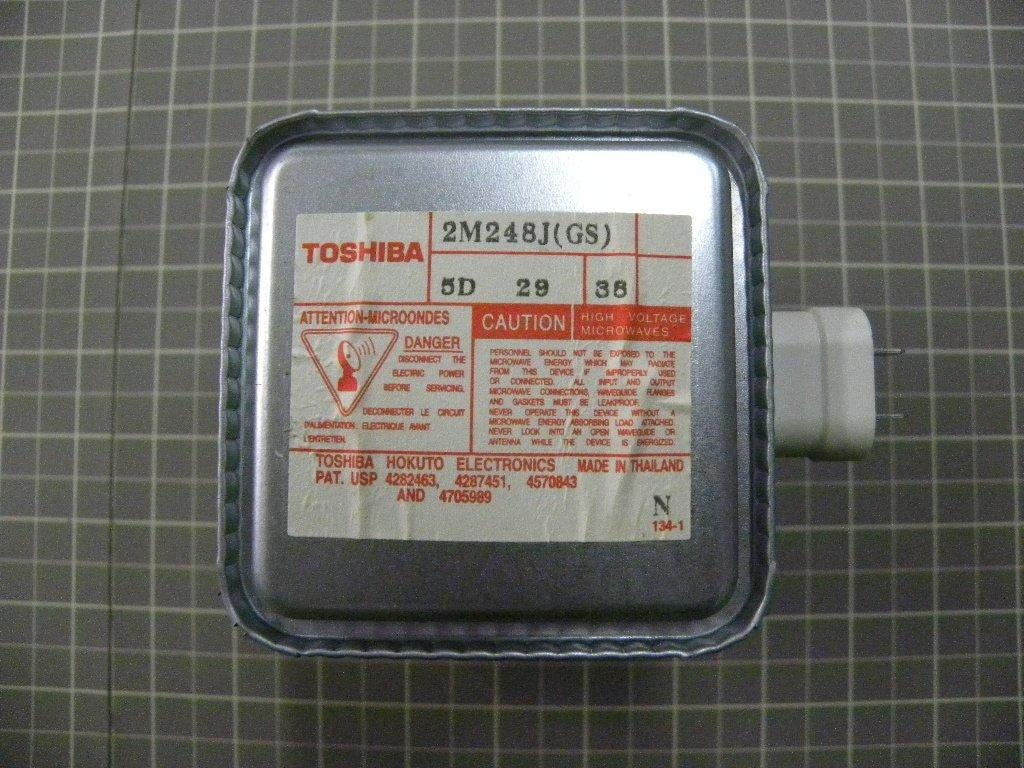 TOSHIBA
2M248J(GS)
5D 29 38
ATTENTION-MICROONDES
DANGER
DISCONNECT THE
ELECTRIC POWER
BEFORE SERVICING.
DECONNECTER LE CIRCUIT
D'ALIMENTATION ELECTRIQUE AVANT
L'ENTRETIEN.
CAUTION
HIGH VOLTAGE
MICROWAVES
PERSONNEL SHOULD NOT BE EXPOSED TO THE
MICROWAVE ENERGY WHICH MAY RADIATE
FROM THIS DEVICE IF IMPROPERLY USED
OR CONNECTED. ALL INPUT AND OUTPUT
MICROWAVE CONNECTIONS, WAVEGUIDE FLANGES
AND GASKETS MUST BE LEAKPROOF.
NEVER OPERATE THIS DEVICE WITHOUT A
MICROWAVE ENERGY ABSORBING LOAD ATTACHED.
NEVER LOOK INTO AN OPEN WAVEGUIDE OR
ANTENNA WHILE THE DEVICE IS ENERGIZED.
TOSHIBA HOKUTO ELECTRONICS MADE IN THAILAND
PAT. USP 4282463, 4287451, 4570843
AND 4705989
N
134-1